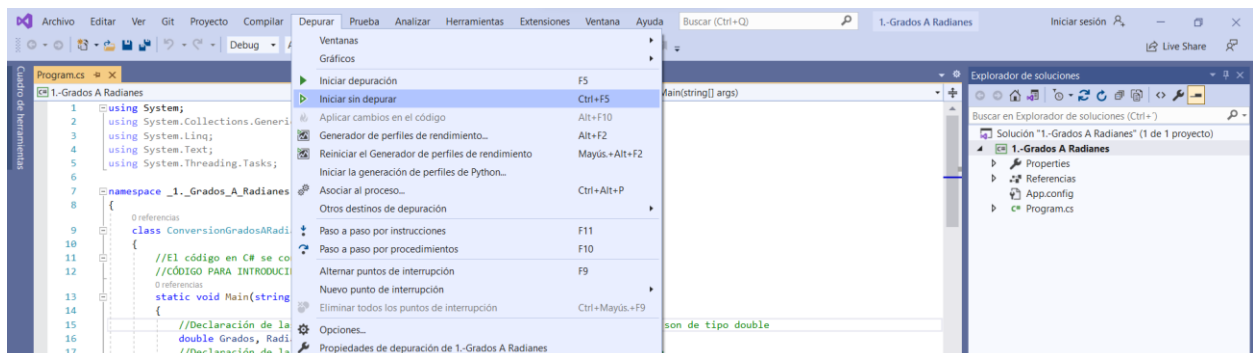 Archivo Editar Ver Git Proyecto Compilar Depurar Prueba Analizar Herramientas Extensiones Ventana Ayuda Buscar (Ctrl+Q) 1.-Grados A Radianes Iniciar sesión
Debug Live Share
Cuadro de herramientas
Program.cs
1.-Grados A Radianes Main(string[] args)
1 using System;
2 using System.Collections.Generi
3 using System.Linq;
4 using System.Text;
5 using System.Threading.Tasks;
6
7 namespace _1._Grados_A_Radianes
8 {
0 referencias
9 class ConversionGradosARadi
10 {
11 //El código en C# se co
12 //CÓDIGO PARA INTRODUCI
0 referencias
13 static void Main(string
14 {
15 //Declaración de la son de tipo double
16 double Grados, Radi
17 //Declaración de la
Ventanas
Gráficos
Iniciar depuración F5
Iniciar sin depurar Ctrl+F5
Aplicar cambios en el código Alt+F10
Generador de perfiles de rendimiento... Alt+F2
Reiniciar el Generador de perfiles de rendimiento Mayús.+Alt+F2
Iniciar la generación de perfiles de Python...
Asociar al proceso... Ctrl+Alt+P
Otros destinos de depuración
Paso a paso por instrucciones F11
Paso a paso por procedimientos F10
Alternar puntos de interrupción F9
Nuevo punto de interrupción
Eliminar todos los puntos de interrupción Ctrl+Mayús.+F9
Opciones...
Propiedades de depuración de 1.-Grados A Radianes
Explorador de soluciones
Buscar en Explorador de soluciones (Ctrl+´)
Solución "1.-Grados A Radianes" (1 de 1 proyecto)
1.-Grados A Radianes
Properties
Referencias
App.config
C# Program.cs